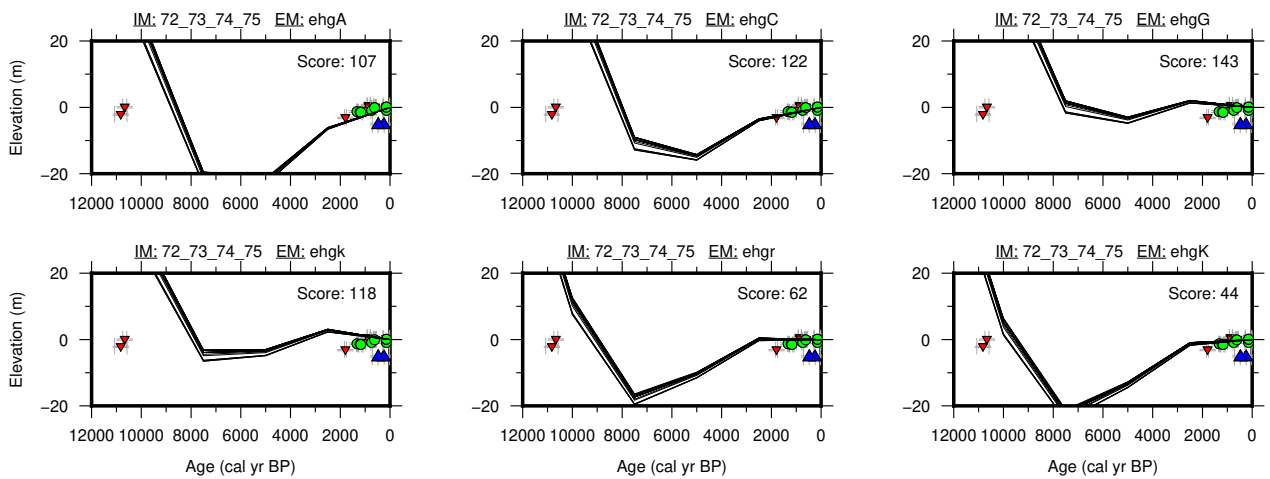 IM: 72_73_74_75 EM: ehgA
IM: 72_73_74_75 EM: ehgC
IM: 72_73_74_75 EM: ehgG
Elevation (m)
20
0
−20
Score: 107
12000 10000 8000 6000 4000 2000 0
20
0
−20
Score: 122
12000 10000 8000 6000 4000 2000 0
20
0
−20
Score: 143
12000 10000 8000 6000 4000 2000 0
IM: 72_73_74_75 EM: ehgk
IM: 72_73_74_75 EM: ehgr
IM: 72_73_74_75 EM: ehgK
Elevation (m)
20
0
−20
Score: 118
12000 10000 8000 6000 4000 2000 0
Age (cal yr BP)
20
0
−20
Score: 62
12000 10000 8000 6000 4000 2000 0
Age (cal yr BP)
20
0
−20
Score: 44
12000 10000 8000 6000 4000 2000 0
Age (cal yr BP)